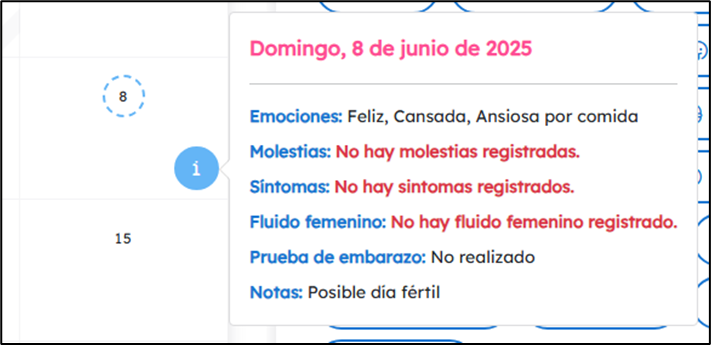 Domingo, 8 de junio de 2025
8
Emociones: Feliz, Cansada, Ansiosa por comida
Molestias: No hay molestias registradas.
i
Síntomas: No hay sintomas registrados.
Fluido femenino: No hay fluido femenino registrado.
15
Prueba de embarazo: No realizado
Notas: Posible día fértil